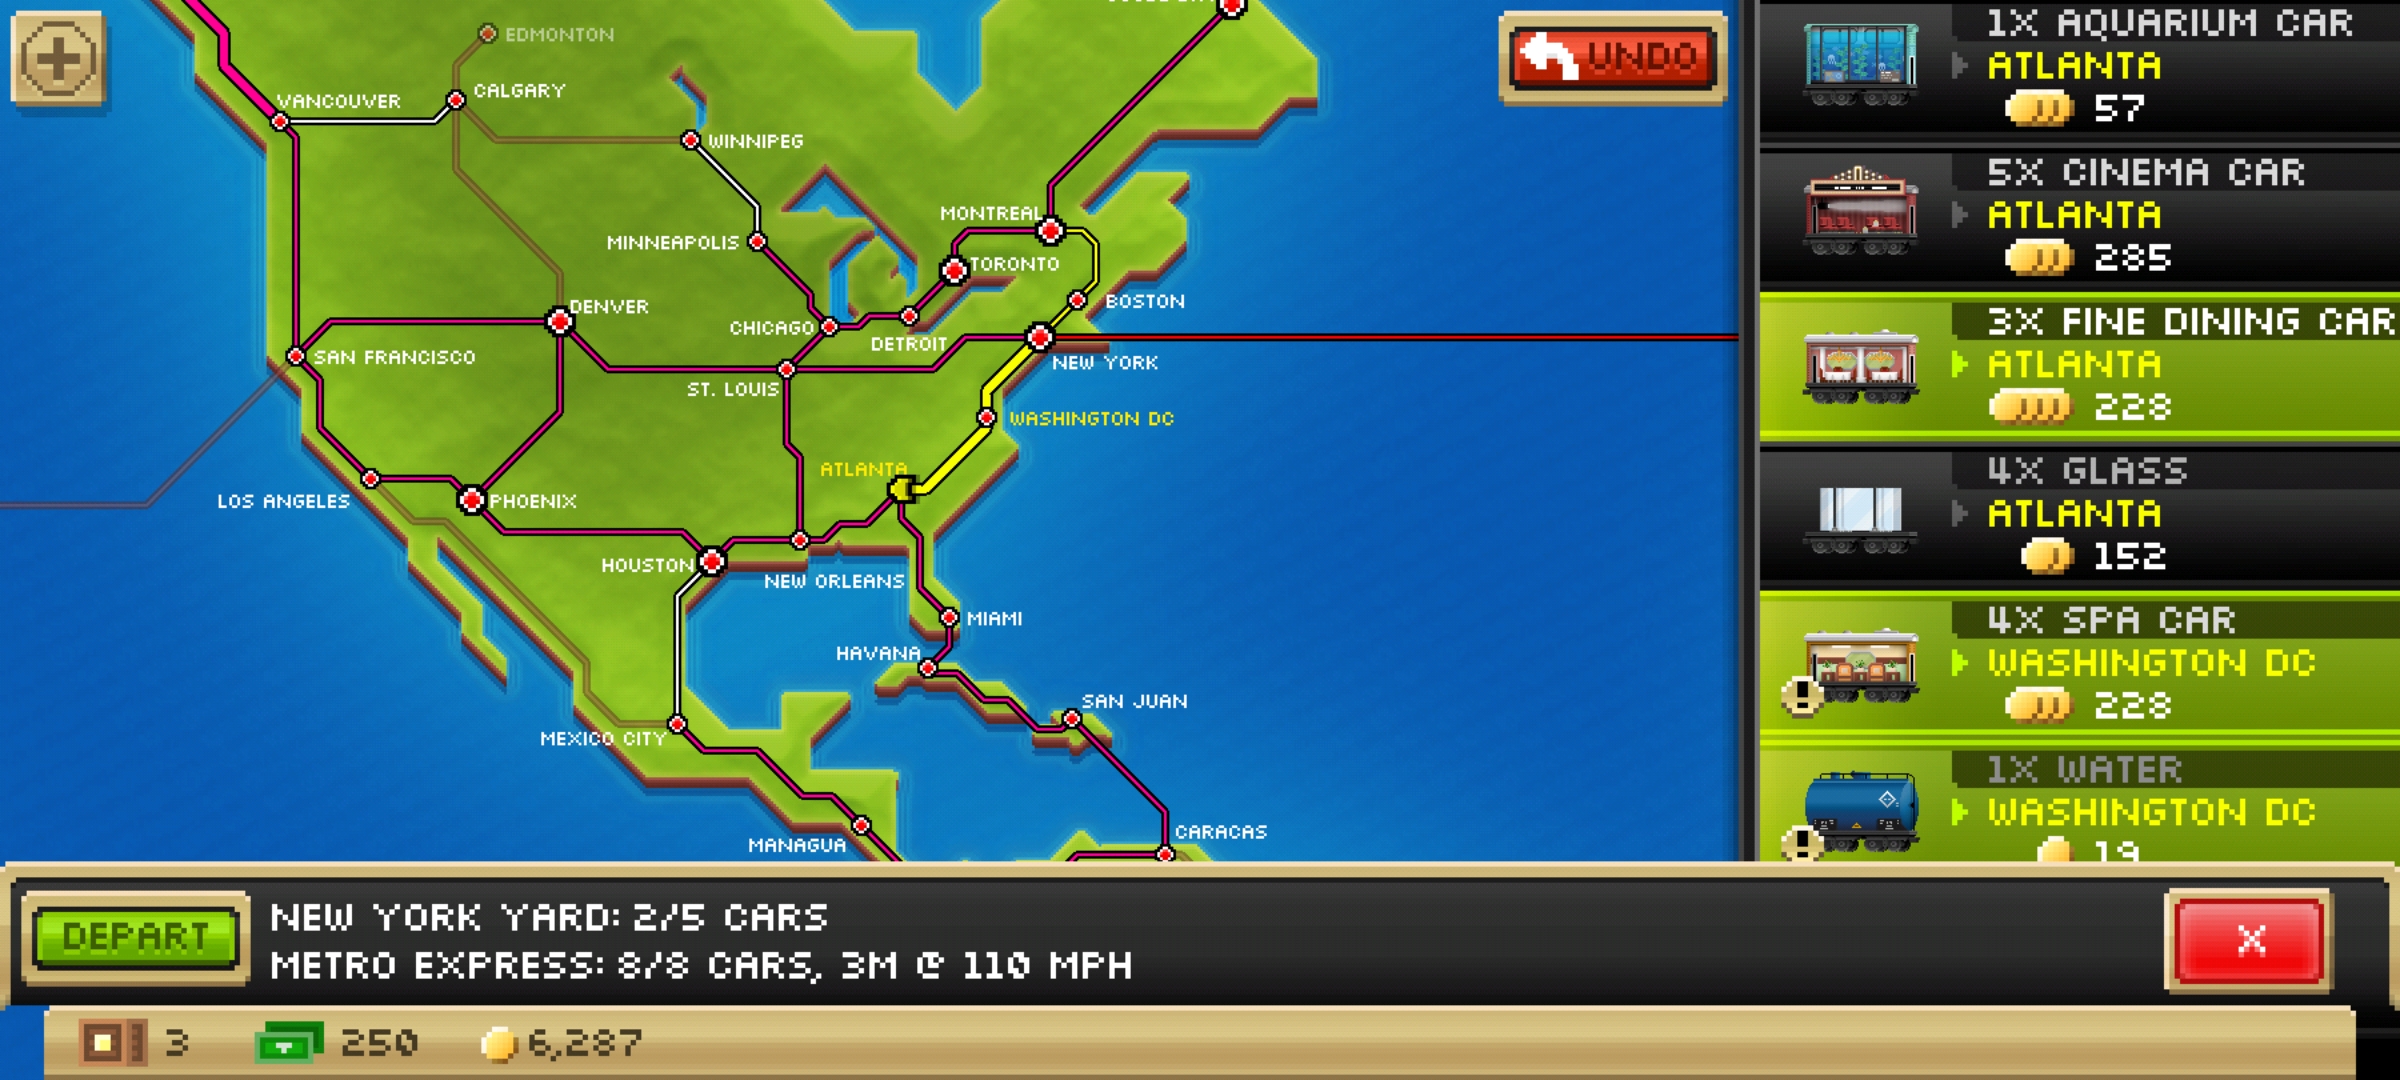 EDMONTON
CALGARY
VANCOUVER
WINNIPEG
MONTREAL
MINNEAPOLIS
TORONTO
BOSTON
DENVER
CHICAGO
DETROIT
SAN FRANCISCO
NEW YORK
ST. LOUIS
WASHINGTON DC
ATLANTA
LOS ANGELES
PHOENIX
HOUSTON
NEW ORLEANS
MIAMI
HAVANA
SAN JUAN
MEXICO CITY
CARACAS
MANAGUA
UNDO
1X AQUARIUM CAR
ATLANTA
57
5X CINEMA CAR
ATLANTA
285
3X FINE DINING CAR
ATLANTA
228
4X GLASS
ATLANTA
152
4X SPA CAR
WASHINGTON DC
228
1X WATER
WASHINGTON DC
19
DEPART
NEW YORK YARD: 2/5 CARS
METRO EXPRESS: 8/8 CARS, 3M @ 110 MPH
X
3
250
6,287